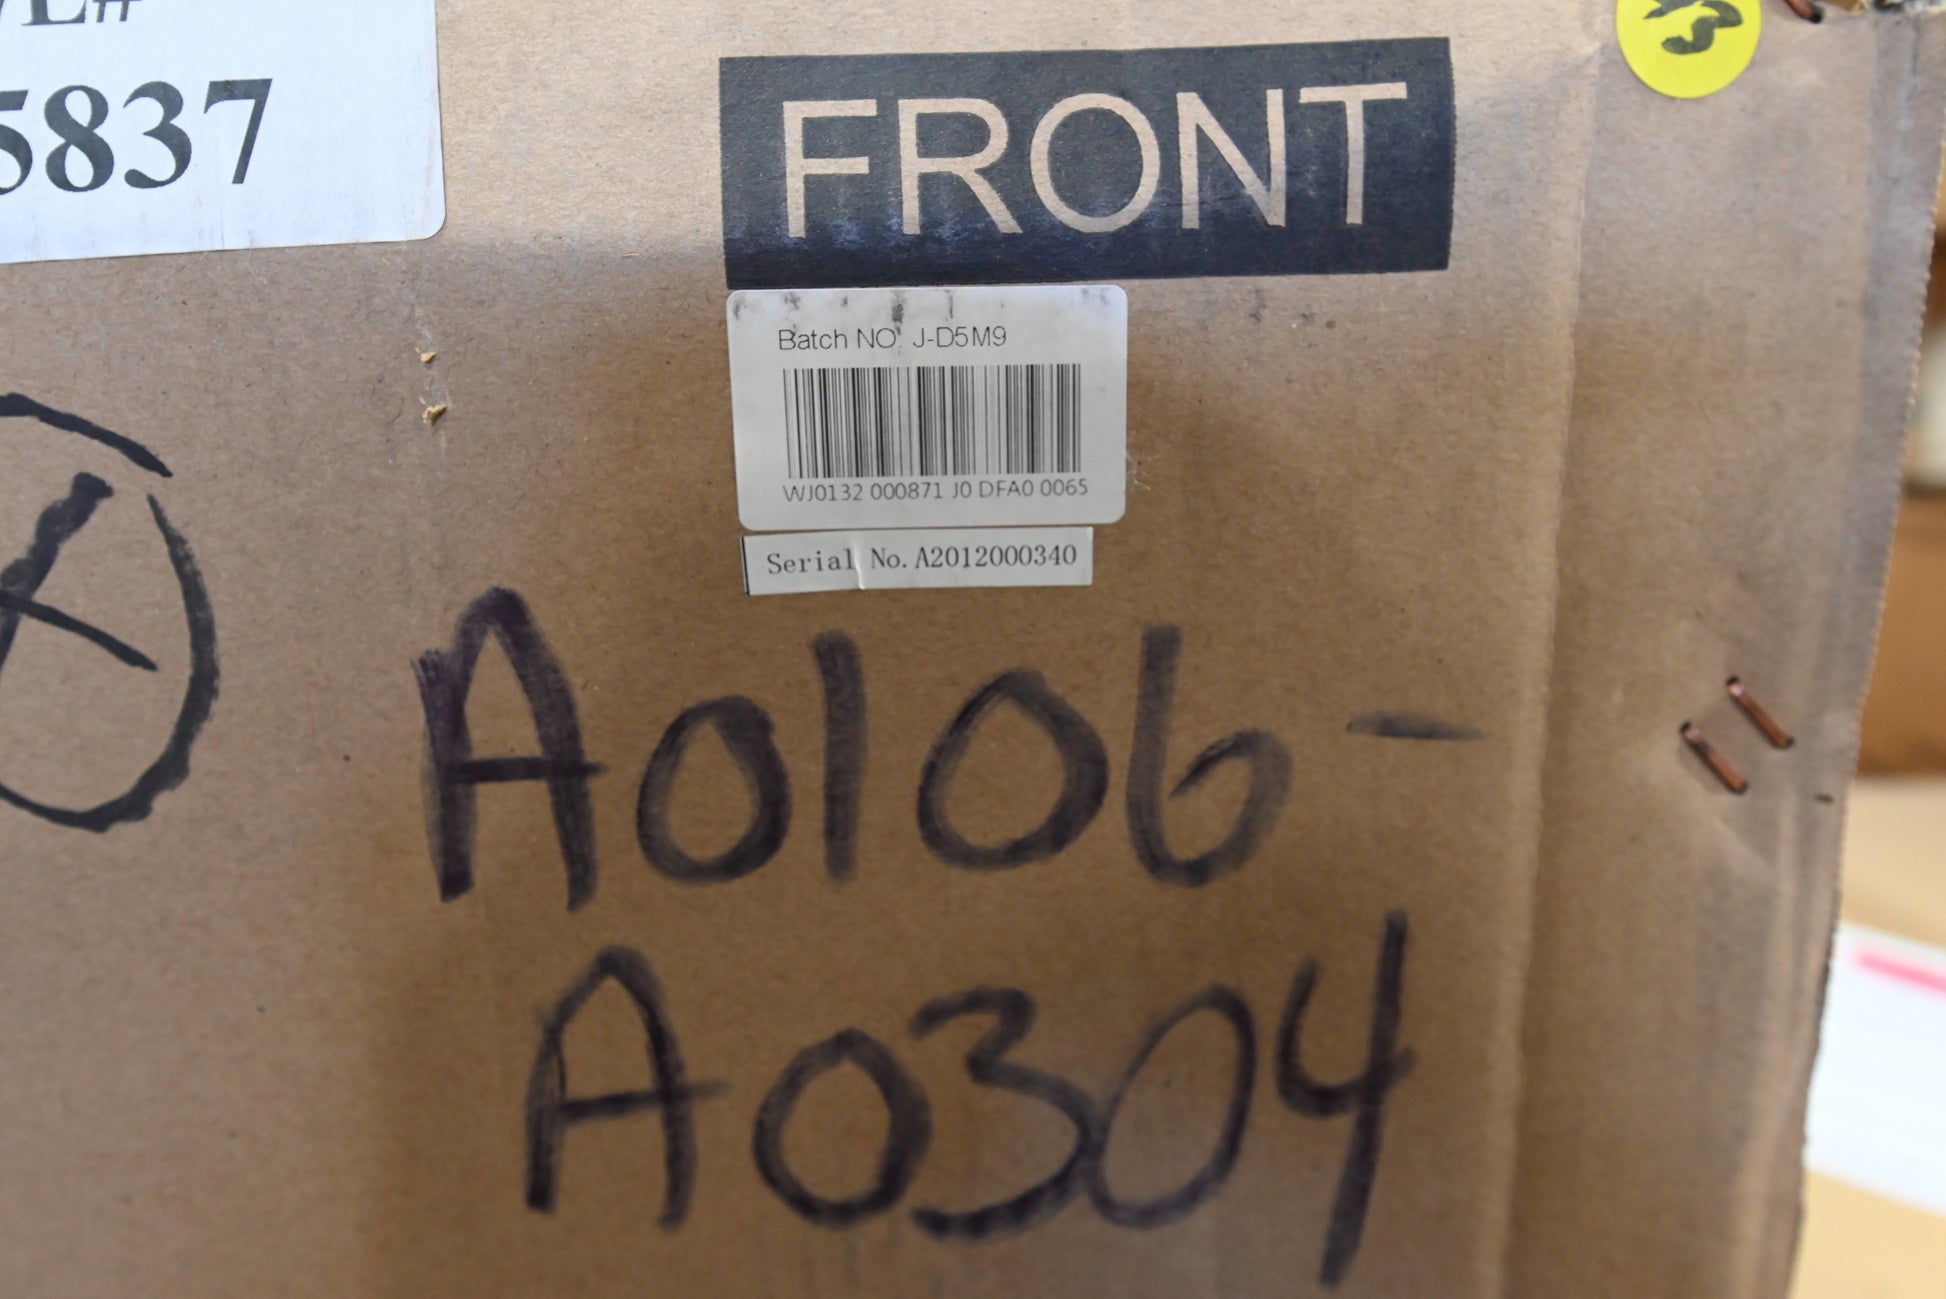 5837
FRONT
Batch NO. J-D5M9
WJ0132 000871 J0 DFA0 0065
Serial No. A2012000340
A0106-
A0304